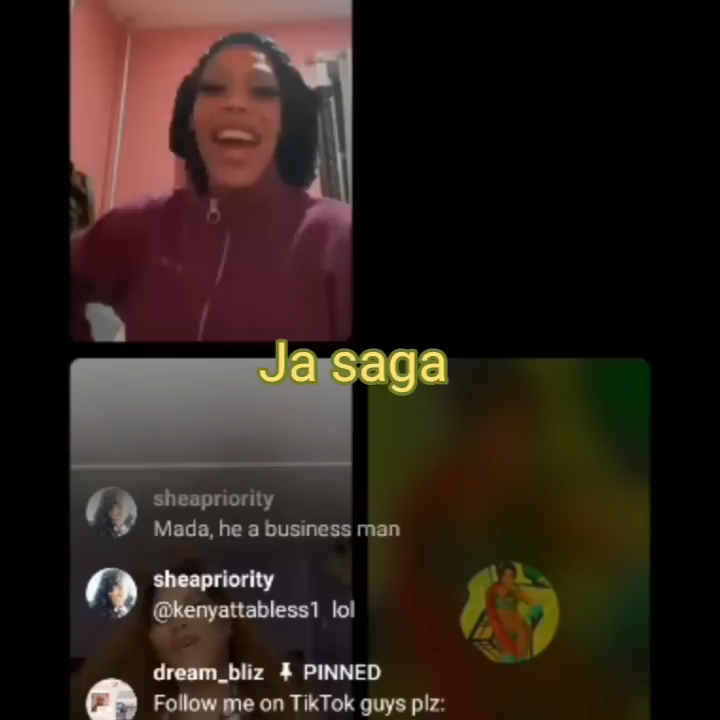 Ja saga
sheapriority
Mada, he a business man
sheapriority
@kenyattabless1 lol
dream_bliz PINNED
Follow me on TikTok guys plz: